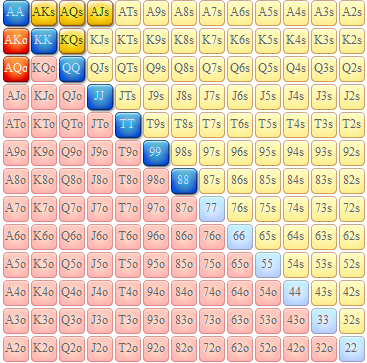 AA AKs AQs AJs ATs A9s A8s A7s A6s A5s A4s A3s A2s
AKo KK KQs KJs KTs K9s K8s K7s K6s K5s K4s K3s K2s
AQo KQo QQ QJs QTs Q9s Q8s Q7s Q6s Q5s Q4s Q3s Q2s
AJo KJo QJo JJ JTs J9s J8s J7s J6s J5s J4s J3s J2s
ATo KTo QTo JTo TT T9s T8s T7s T6s T5s T4s T3s T2s
A9o K9o Q9o J9o T9o 99 98s 97s 96s 95s 94s 93s 92s
A8o K8o Q8o J8o T8o 98o 88 87s 86s 85s 84s 83s 82s
A7o K7o Q7o J7o T7o 97o 87o 77 76s 75s 74s 73s 72s
A6o K6o Q6o J6o T6o 96o 86o 76o 66 65s 64s 63s 62s
A5o K5o Q5o J5o T5o 95o 85o 75o 65o 55 54s 53s 52s
A4o K4o Q4o J4o T4o 94o 84o 74o 64o 54o 44 43s 42s
A3o K3o Q3o J3o T3o 93o 83o 73o 63o 53o 43o 33 32s
A2o K2o Q2o J2o T2o 92o 82o 72o 62o 52o 42o 32o 22